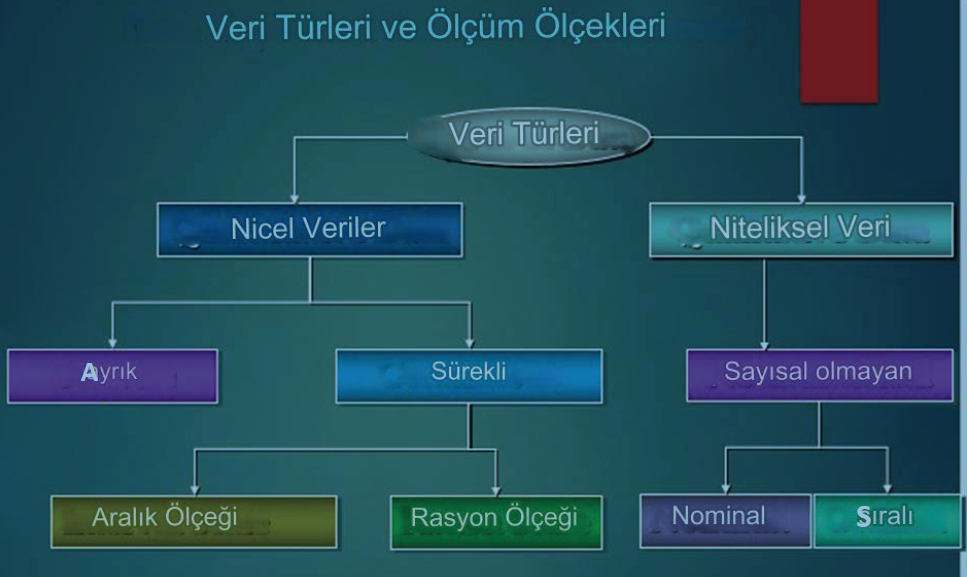 Veri Türleri ve Ölçüm Ölçekleri
Veri Türleri
Nicel Veriler
Niteliksel Veri
Ayrık
Sürekli
Sayısal olmayan
Aralık Ölçeği
Rasyon Ölçeği
Nominal
Sıralı